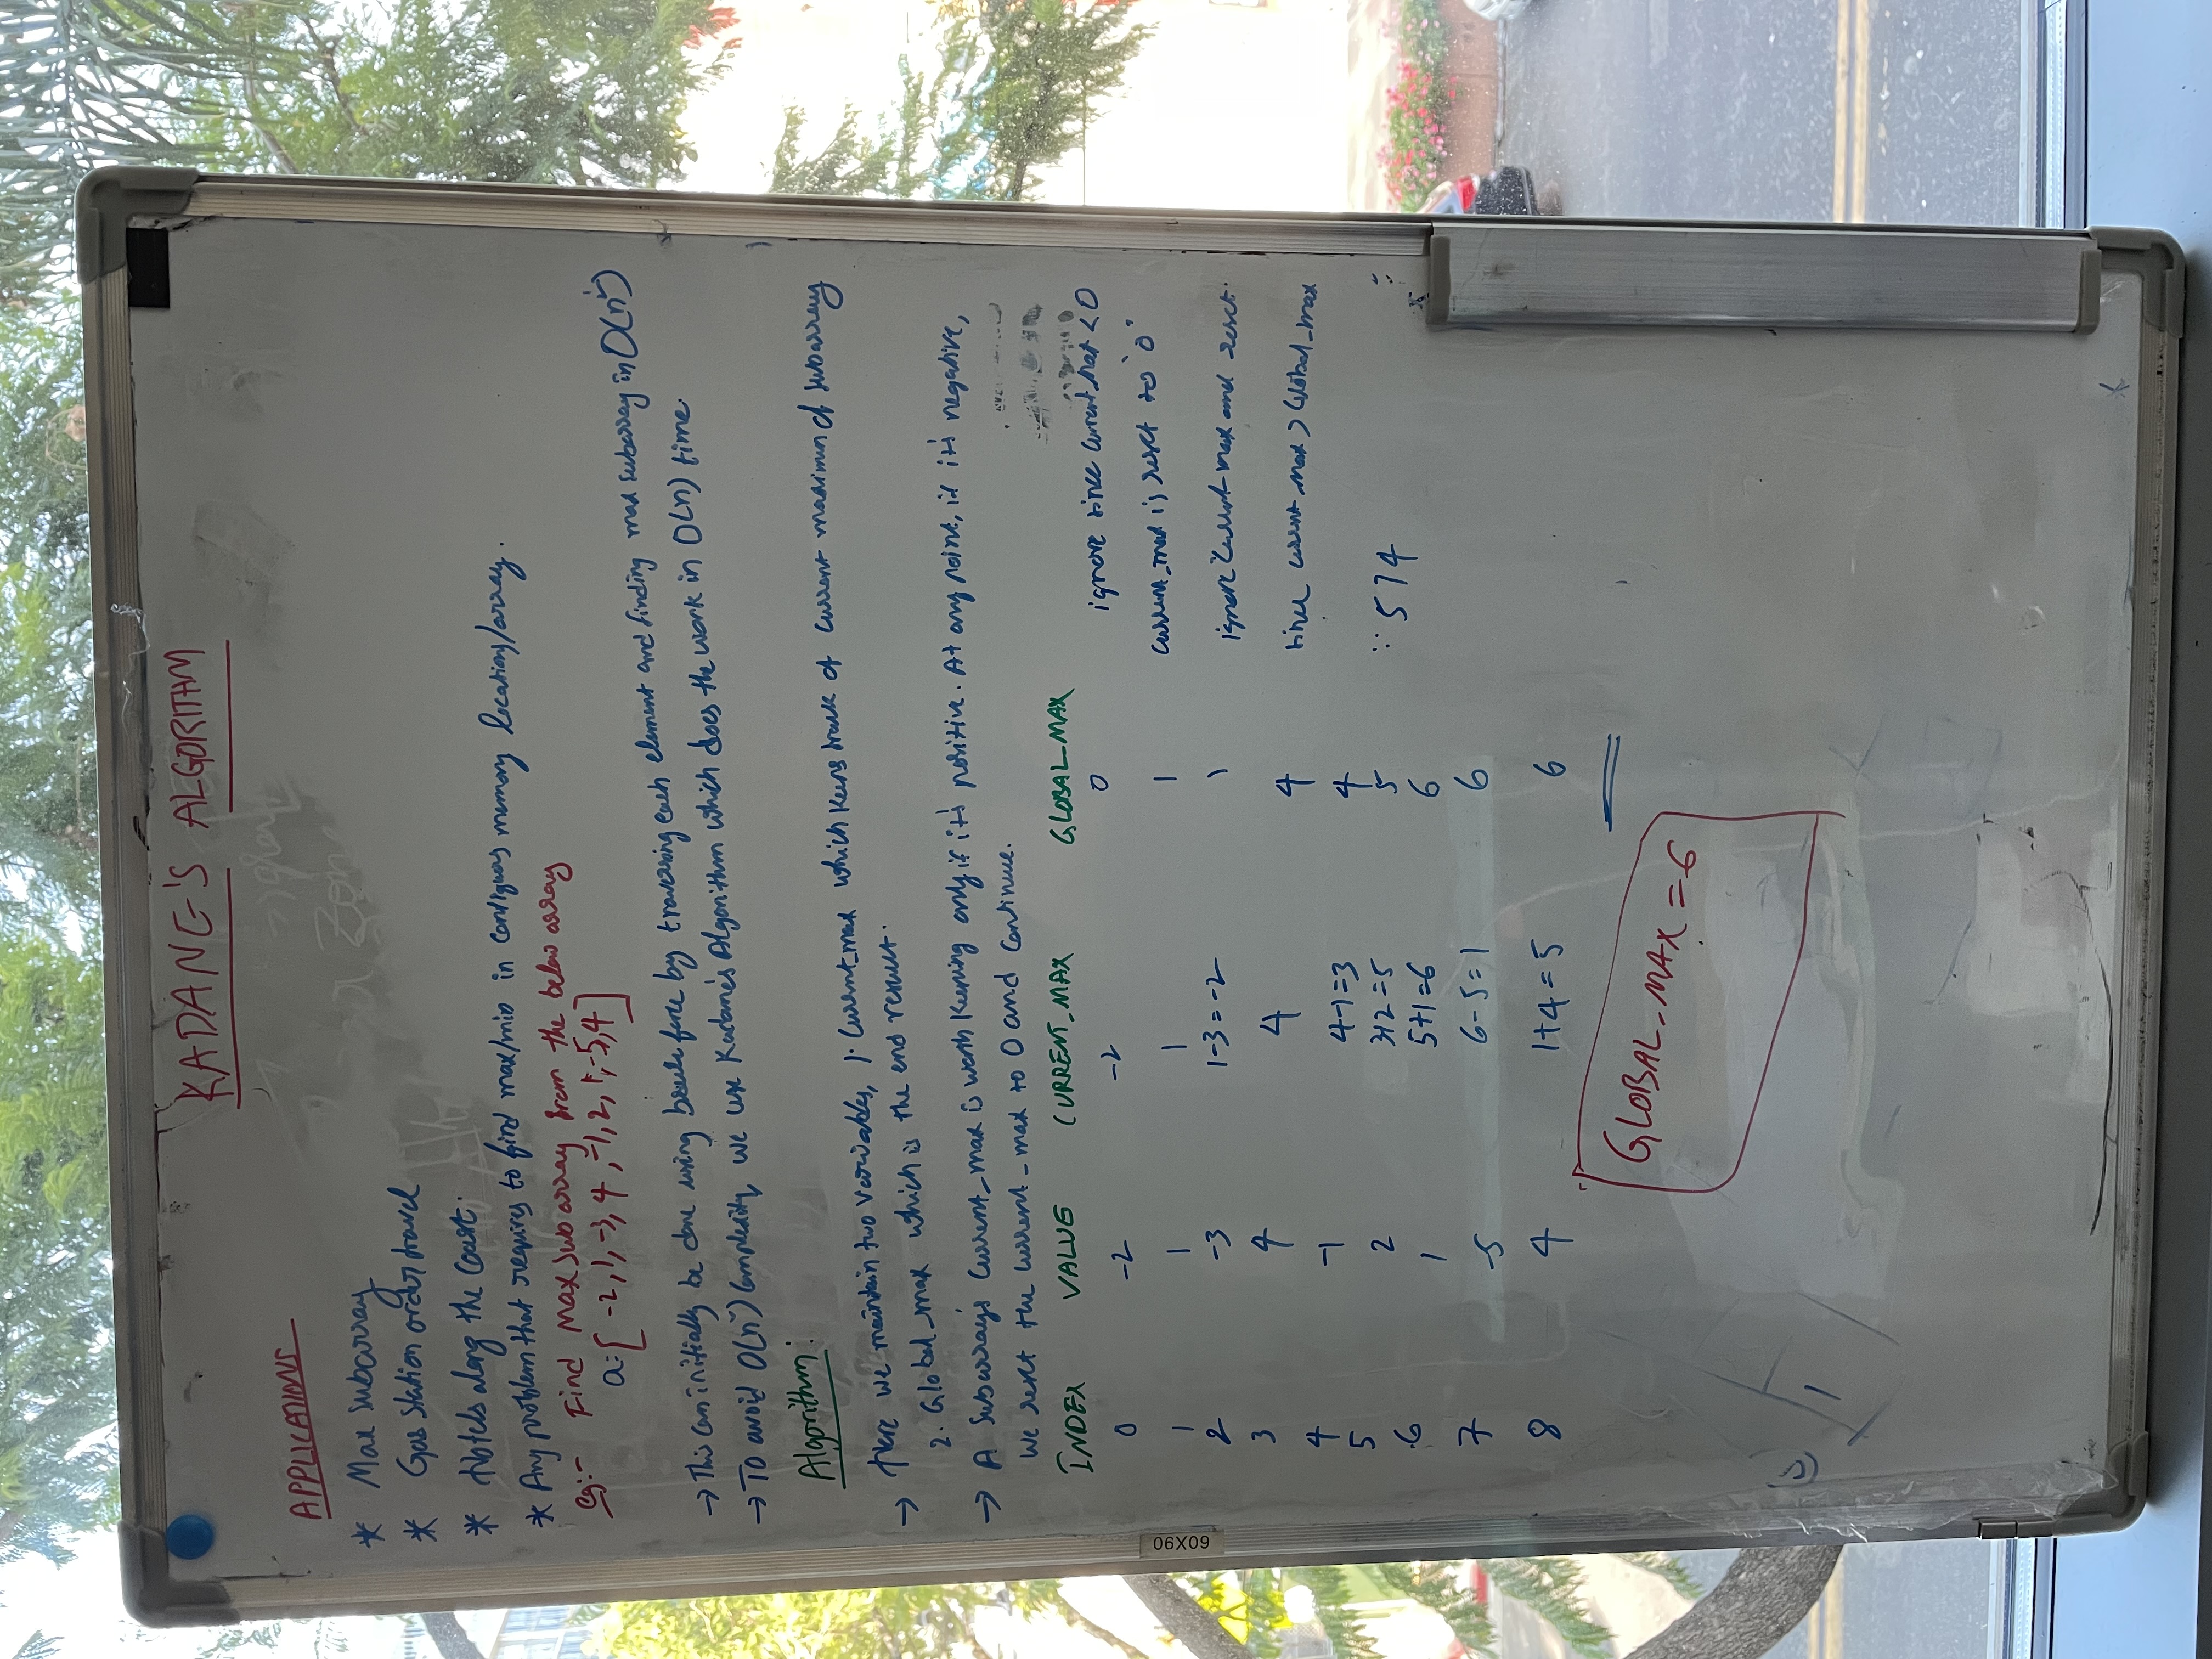 KADANE'S ALGORITHM
APPLICATIONS
* Max Subarray
* Gas Station order travel
* Hotels along the Coast.
* Any problem that requires to find max/min in contiguous memory locations/array.
eg:- Find Max Subarray from the below array
a=[-2, 1, -3, 4, -1, 2, 1, -5, 4]
→ This can initially be done using brute force by traversing each element and finding max subarray in O(n²)
→ TO avoid O(n²) Complexity, we use Kadane's Algorithm which does the work in O(n) time.
Algorithm:
→ Here we maintain two variables, 1. Current_max which keeps track of current maximum of subarray
2. Global_max which is the end result.
→ A Subarray's Current_max is worth keeping only if it's positive. At any point, if it's negative,
we reset the current_max to 0 and Continue.
INDEX VALUE CURRENT_MAX GLOBAL_MAX
0 -2 -2 0 ignore since Current_max < 0
1 1 1 1 current_max is reset to '0'
2 -3 1-3=-2 1 ignore current max and reset.
3 4 4 4 since current_max > Global_max
4 -1 4-1=3 4
5 2 3+2=5 5 ∵ 5>4
6 1 5+1=6 6
7 -5 6-5=1 6
8 4 1+4=5 6
GLOBAL_MAX = 6
60X90